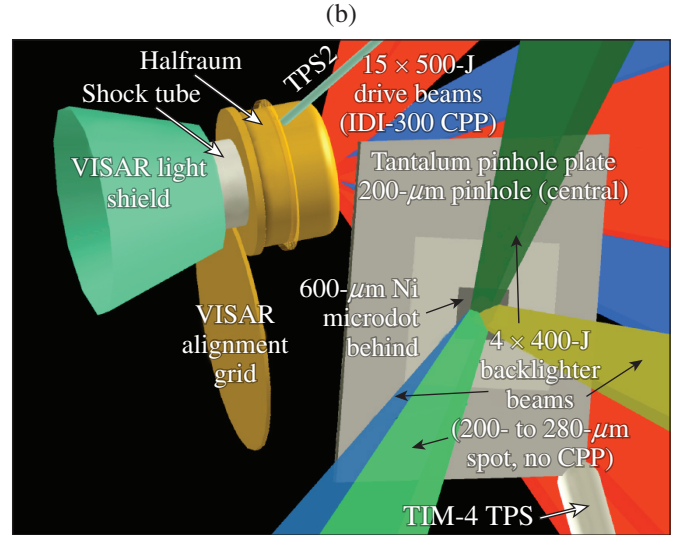 (b)
Halfraum
Shock tube
TPS2
15 × 500-J
drive beams
(IDI-300 CPP)
VISAR light
shield
Tantalum pinhole plate
200-μm pinhole (central)
600-μm Ni
microdot
behind
VISAR
alignment
grid
4 × 400-J
backlighter
beams
(200- to 280-μm
spot, no CPP)
TIM-4 TPS